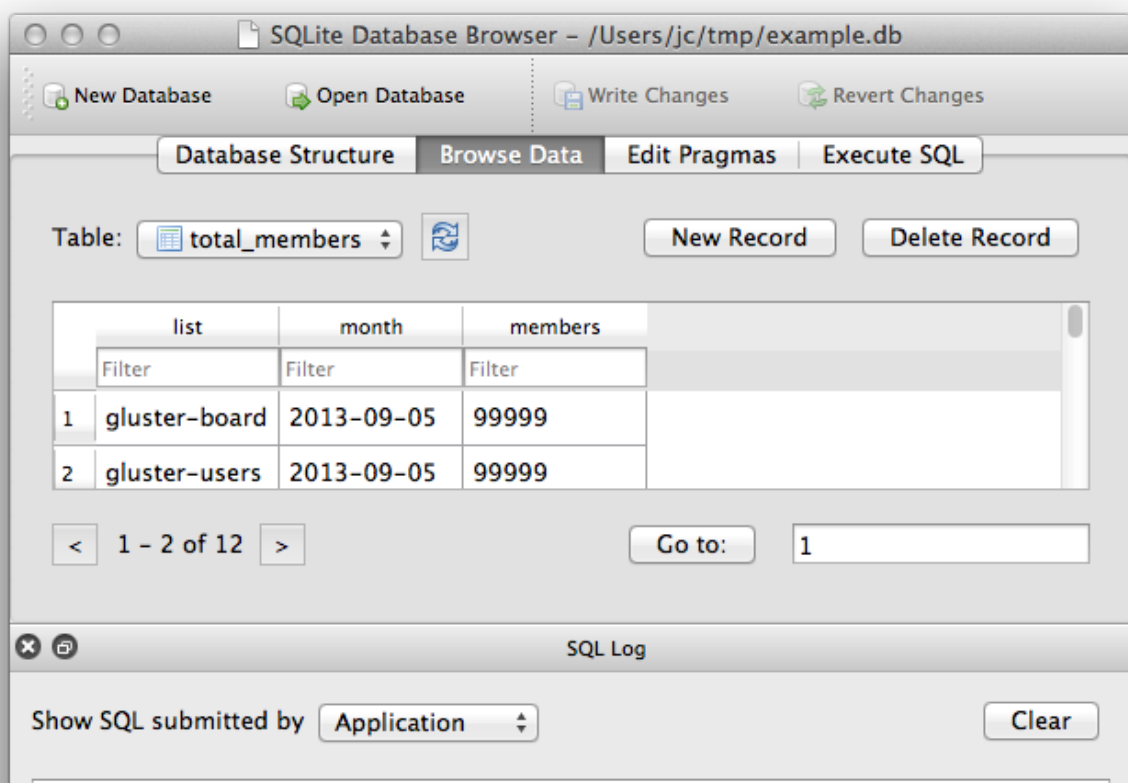 SQLite Database Browser – /Users/jc/tmp/example.db
New Database Open Database Write Changes Revert Changes
Database Structure Browse Data Edit Pragmas Execute SQL
Table: total_members New Record Delete Record
list month members
Filter Filter Filter
1 gluster-board 2013-09-05 99999
2 gluster-users 2013-09-05 99999
< 1 – 2 of 12 > Go to: 1
SQL Log
Show SQL submitted by Application Clear